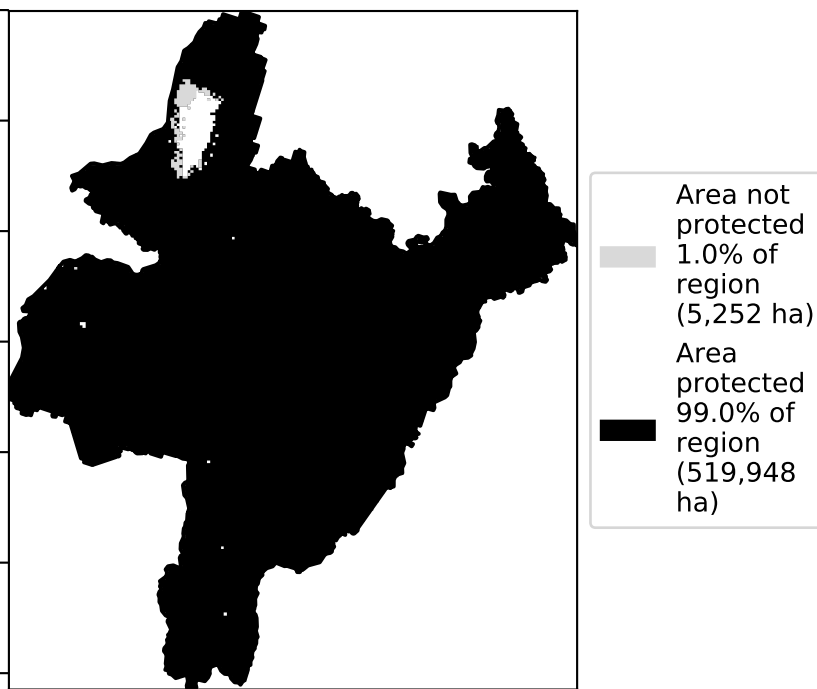 Area not
protected
1.0% of
region
(5,252 ha)
Area
protected
99.0% of
region
(519,948
ha)